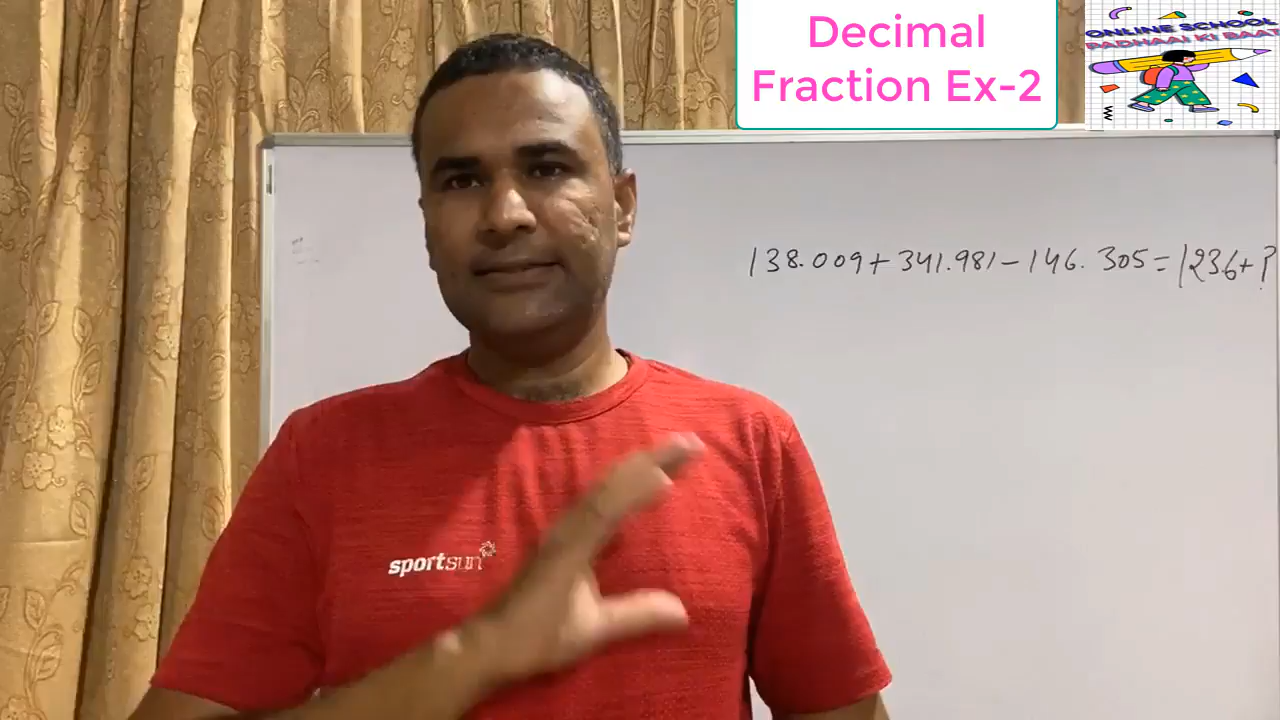 Decimal
Fraction Ex-2
ONLINE SCHOOL
PADHAAI KI BAAT
138.009+341.981-146.305=1236+?
sportsun